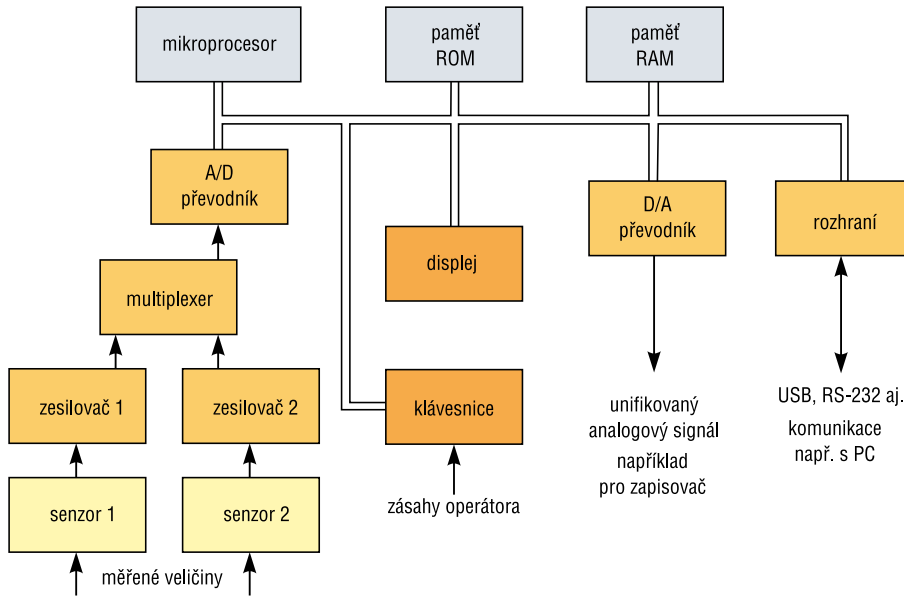 mikroprocesor
paměť
ROM
paměť
RAM
A/D
převodník
D/A
převodník
rozhraní
displej
multiplexer
zesilovač 1
zesilovač 2
klávesnice
unifikovaný
analogový signál
například
pro zapisovač
USB, RS-232 aj.
komunikace
např. s PC
senzor 1
senzor 2
zásahy operátora
měřené veličiny